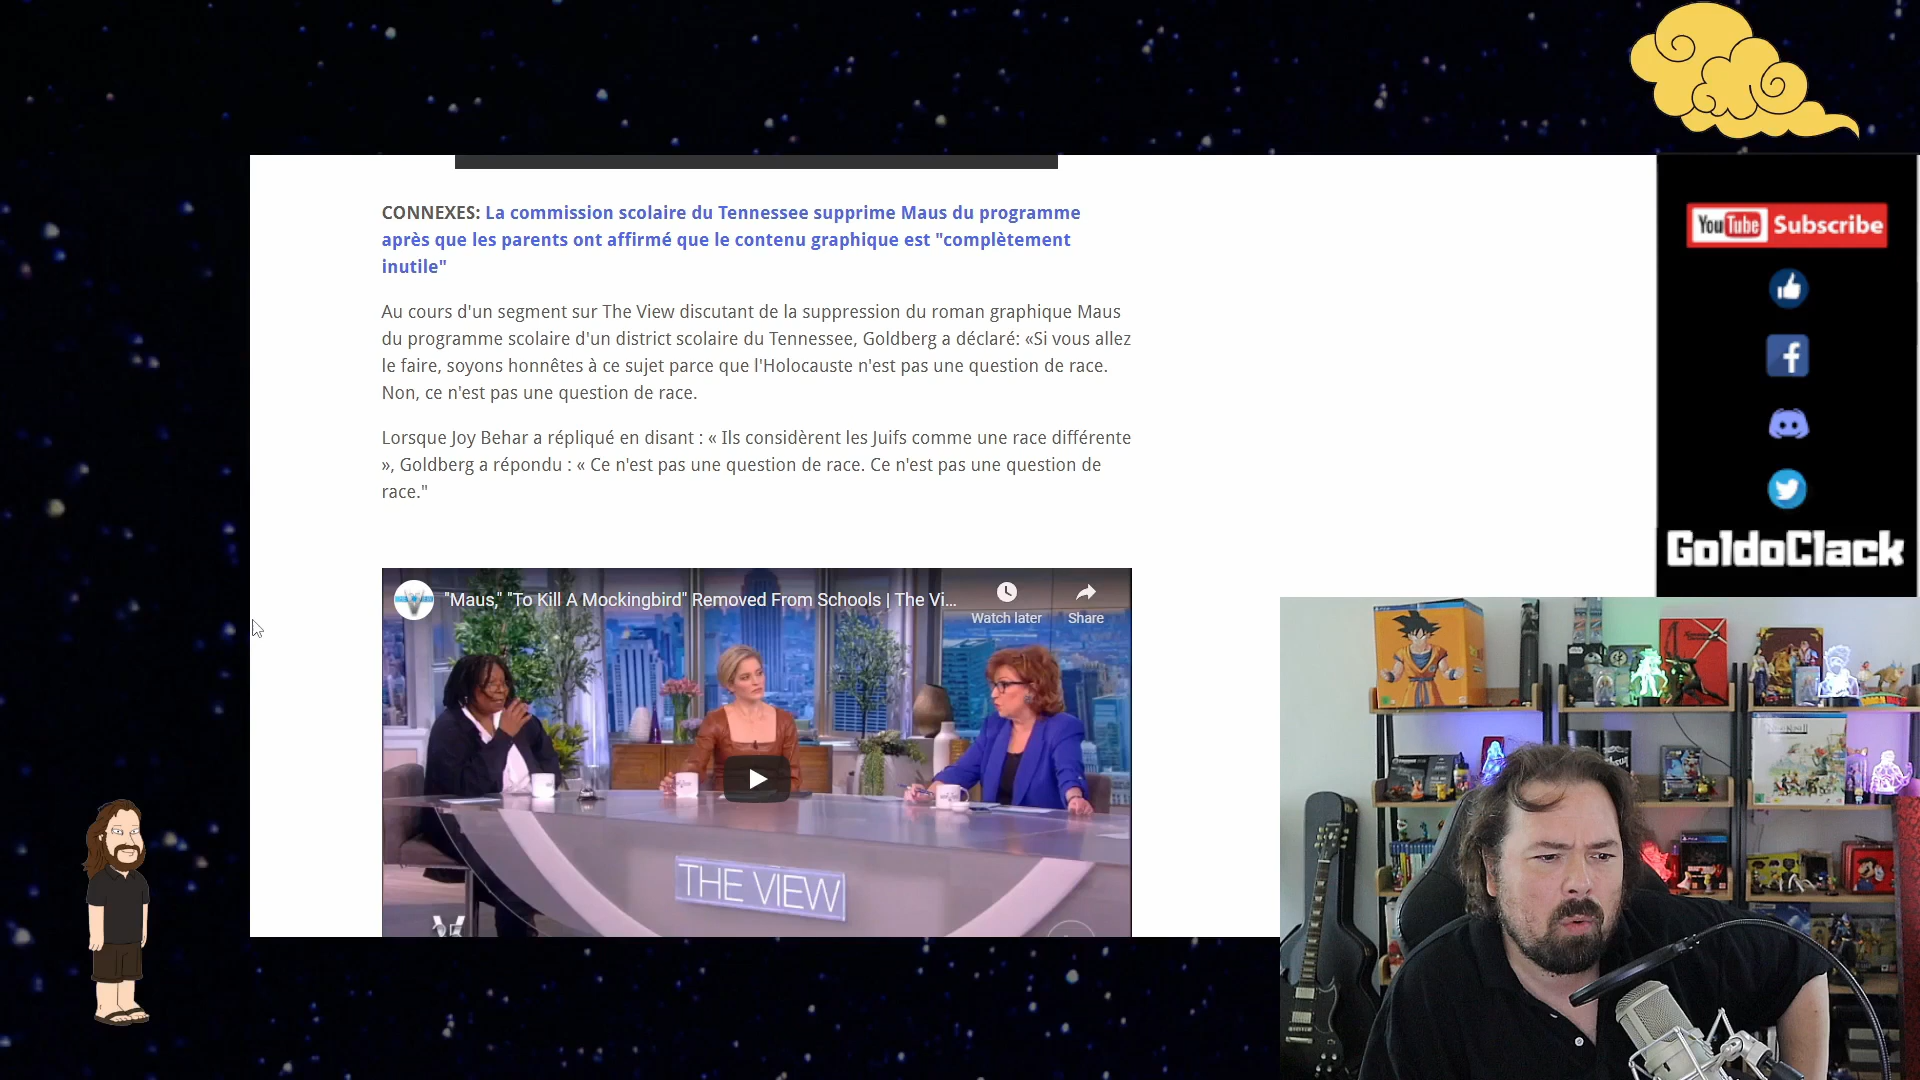 CONNEXES: La commission scolaire du Tennessee supprime Maus du programme
après que les parents ont affirmé que le contenu graphique est "complètement
inutile"
Au cours d'un segment sur The View discutant de la suppression du roman graphique Maus
du programme scolaire d'un district scolaire du Tennessee, Goldberg a déclaré: «Si vous allez
le faire, soyons honnêtes à ce sujet parce que l'Holocauste n'est pas une question de race.
Non, ce n'est pas une question de race.
Lorsque Joy Behar a répliqué en disant : « Ils considèrent les Juifs comme une race différente
», Goldberg a répondu : « Ce n'est pas une question de race. Ce n'est pas une question de
race."
"Maus," "To Kill A Mockingbird" Removed From Schools | The Vi...
Watch later
Share
THE VIEW
YouTube Subscribe
GoldoClack